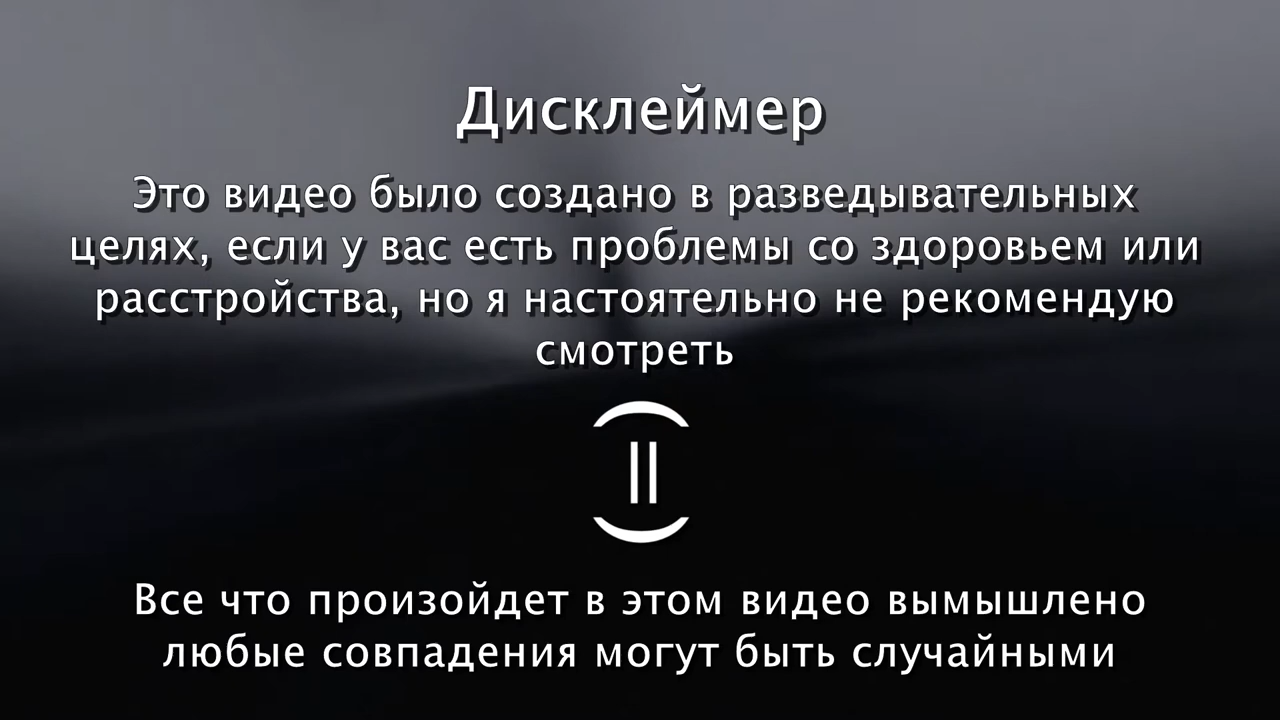 Дисклеймер
Это видео было создано в разведывательных
целях, если у вас есть проблемы со здоровьем или
расстройства, но я настоятельно не рекомендую
смотреть
Все что произойдет в этом видео вымышлено
любые совпадения могут быть случайными